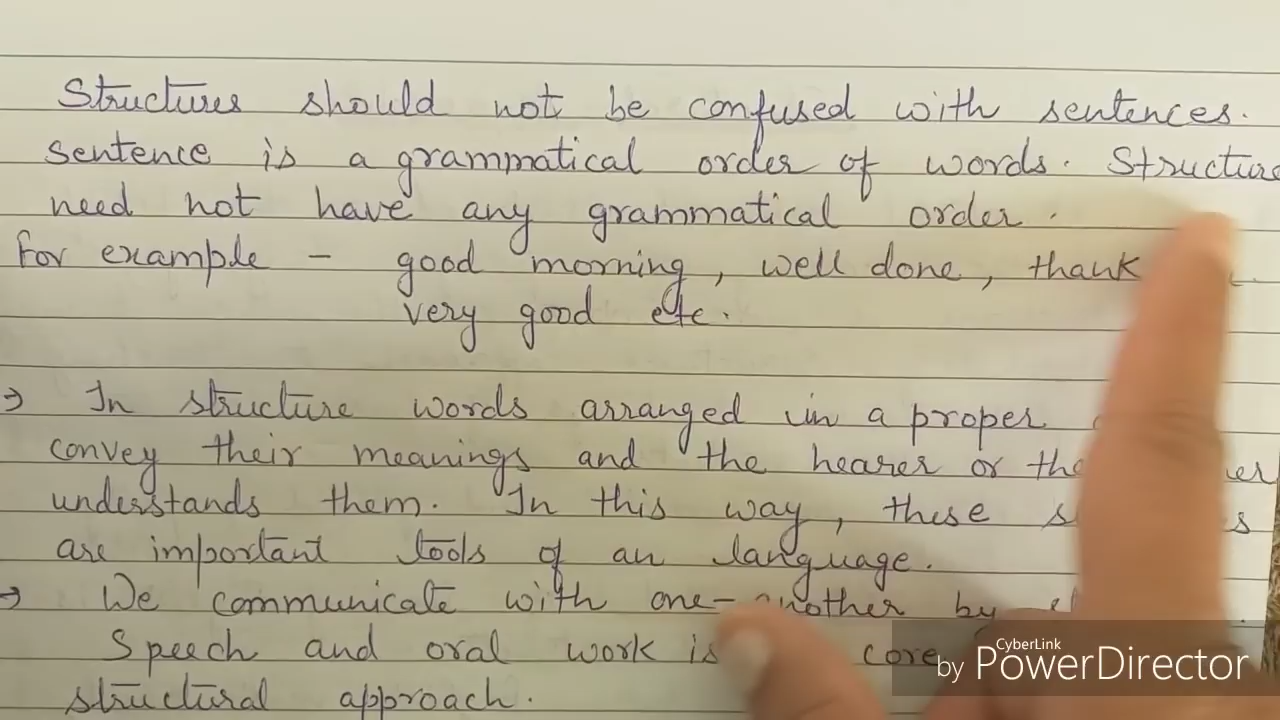 Structures should not be confused with sentences.
sentence is a grammatical order of words. Structure
need not have any grammatical order.
For example - good morning, well done, thank
very good etc.
→ In structure words arranged in a proper
convey their meanings and the hearer or the
understands them. In this way, these
are important tools of an language.
→ We communicate with one-another by
Speech and oral work is core
structural approach.
CyberLink
by PowerDirector